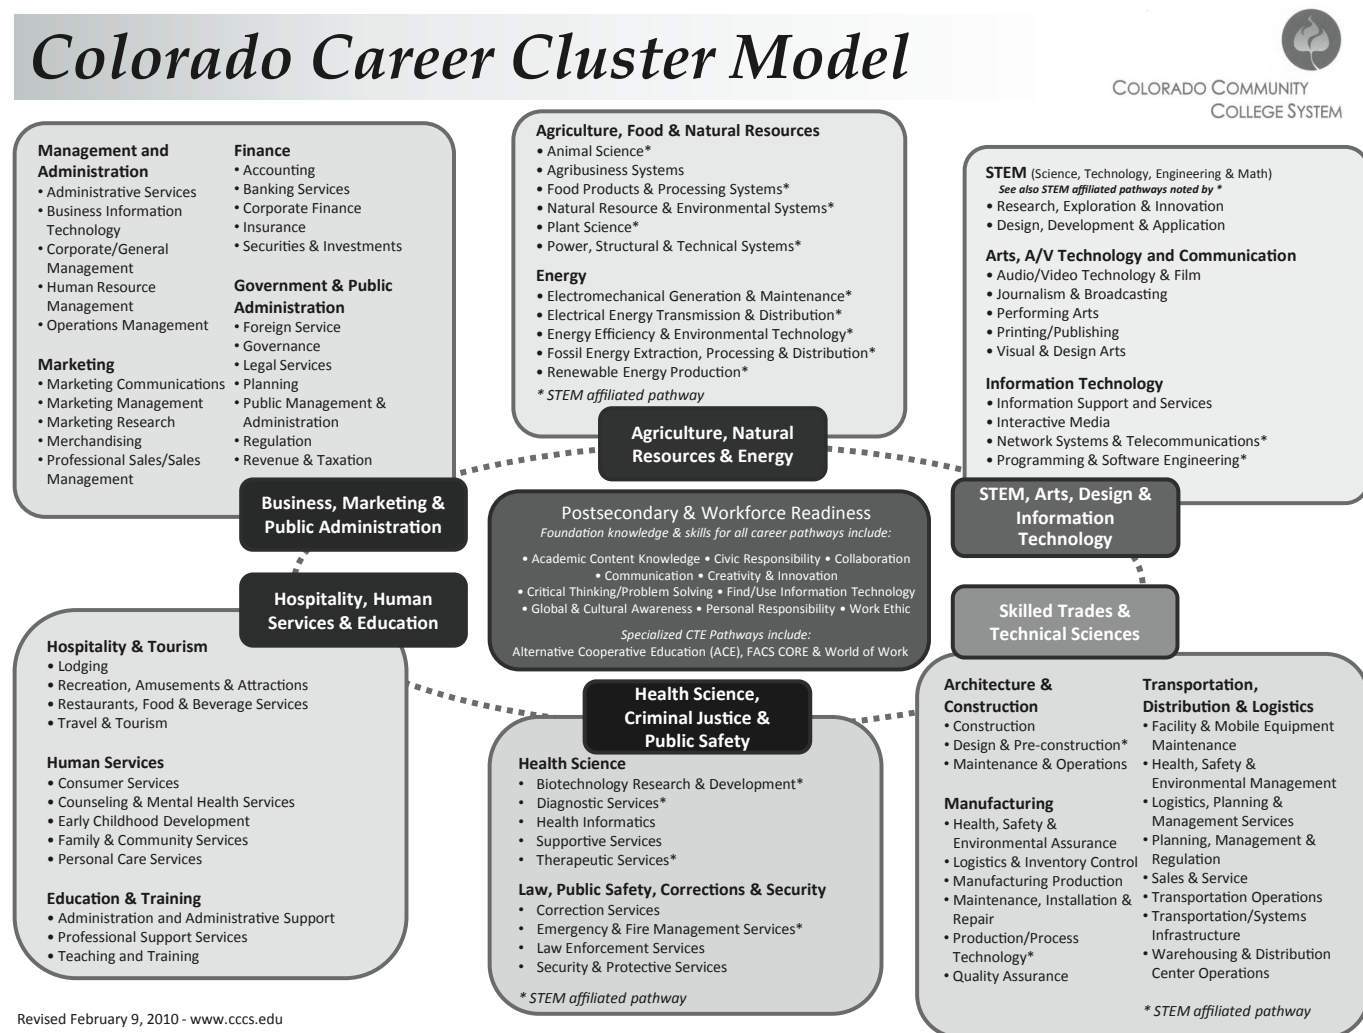 Colorado Career Cluster Model
COLORADO COMMUNITY
COLLEGE SYSTEM
Management and
Administration
• Administrative Services
• Business Information
Technology
• Corporate/General
Management
• Human Resource
Management
• Operations Management
Marketing
• Marketing Communications
• Marketing Management
• Marketing Research
• Merchandising
• Professional Sales/Sales
Management
Finance
• Accounting
• Banking Services
• Corporate Finance
• Insurance
• Securities & Investments
Government & Public
Administration
• Foreign Service
• Governance
• Legal Services
• Planning
• Public Management &
Administration
• Regulation
• Revenue & Taxation
Business, Marketing &
Public Administration
Agriculture, Food & Natural Resources
• Animal Science*
• Agribusiness Systems
• Food Products & Processing Systems*
• Natural Resource & Environmental Systems*
• Plant Science*
• Power, Structural & Technical Systems*
Energy
• Electromechanical Generation & Maintenance*
• Electrical Energy Transmission & Distribution*
• Energy Efficiency & Environmental Technology*
• Fossil Energy Extraction, Processing & Distribution*
• Renewable Energy Production*
* STEM affiliated pathway
Agriculture, Natural
Resources & Energy
STEM (Science, Technology, Engineering & Math)
See also STEM affiliated pathways noted by *
• Research, Exploration & Innovation
• Design, Development & Application
Arts, A/V Technology and Communication
• Audio/Video Technology & Film
• Journalism & Broadcasting
• Performing Arts
• Printing/Publishing
• Visual & Design Arts
Information Technology
• Information Support and Services
• Interactive Media
• Network Systems & Telecommunications*
• Programming & Software Engineering*
STEM, Arts, Design &
Information
Technology
Postsecondary & Workforce Readiness
Foundation knowledge & skills for all career pathways include:
• Academic Content Knowledge • Civic Responsibility • Collaboration
• Communication • Creativity & Innovation
• Critical Thinking/Problem Solving • Find/Use Information Technology
• Global & Cultural Awareness • Personal Responsibility • Work Ethic
Specialized CTE Pathways include:
Alternative Cooperative Education (ACE), FACS CORE & World of Work
Hospitality, Human
Services & Education
Hospitality & Tourism
• Lodging
• Recreation, Amusements & Attractions
• Restaurants, Food & Beverage Services
• Travel & Tourism
Human Services
• Consumer Services
• Counseling & Mental Health Services
• Early Childhood Development
• Family & Community Services
• Personal Care Services
Education & Training
• Administration and Administrative Support
• Professional Support Services
• Teaching and Training
Health Science,
Criminal Justice &
Public Safety
Health Science
• Biotechnology Research & Development*
• Diagnostic Services*
• Health Informatics
• Supportive Services
• Therapeutic Services*
Law, Public Safety, Corrections & Security
• Correction Services
• Emergency & Fire Management Services*
• Law Enforcement Services
• Security & Protective Services
* STEM affiliated pathway
Skilled Trades &
Technical Sciences
Architecture &
Construction
• Construction
• Design & Pre-construction*
• Maintenance & Operations
Manufacturing
• Health, Safety &
Environmental Assurance
• Logistics & Inventory Control
• Manufacturing Production
• Maintenance, Installation &
Repair
• Production/Process
Technology*
• Quality Assurance
Transportation,
Distribution & Logistics
• Facility & Mobile Equipment
Maintenance
• Health, Safety &
Environmental Management
• Logistics, Planning &
Management Services
• Planning, Management &
Regulation
• Sales & Service
• Transportation Operations
• Transportation/Systems
Infrastructure
• Warehousing & Distribution
Center Operations
* STEM affiliated pathway
Revised February 9, 2010 - www.cccs.edu